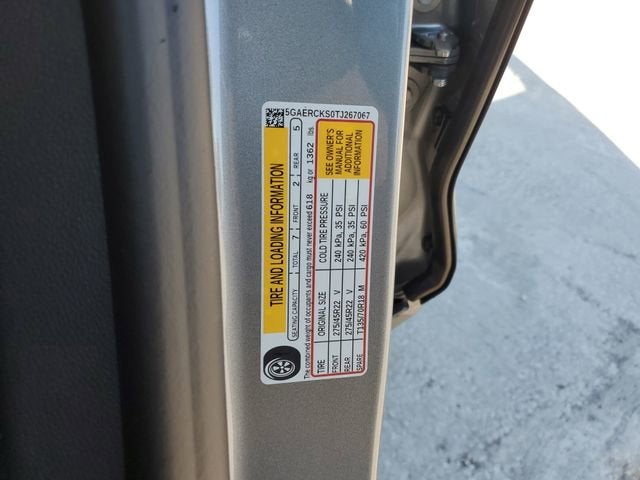 5GAERCKS0TJ267067
TIRE AND LOADING INFORMATION
SEATING CAPACITY TOTAL 7 FRONT 2 REAR 5
The combined weight of occupants and cargo must never exceed 618 kg or 1362 lbs
TIRE ORIGINAL SIZE COLD TIRE PRESSURE
FRONT 275/45R22 V 240 kPa, 35 PSI
REAR 275/45R22 V 240 kPa, 35 PSI
SPARE T135/70R18 M 420 kPa, 60 PSI
SEE OWNER'S
MANUAL FOR
ADDITIONAL
INFORMATION